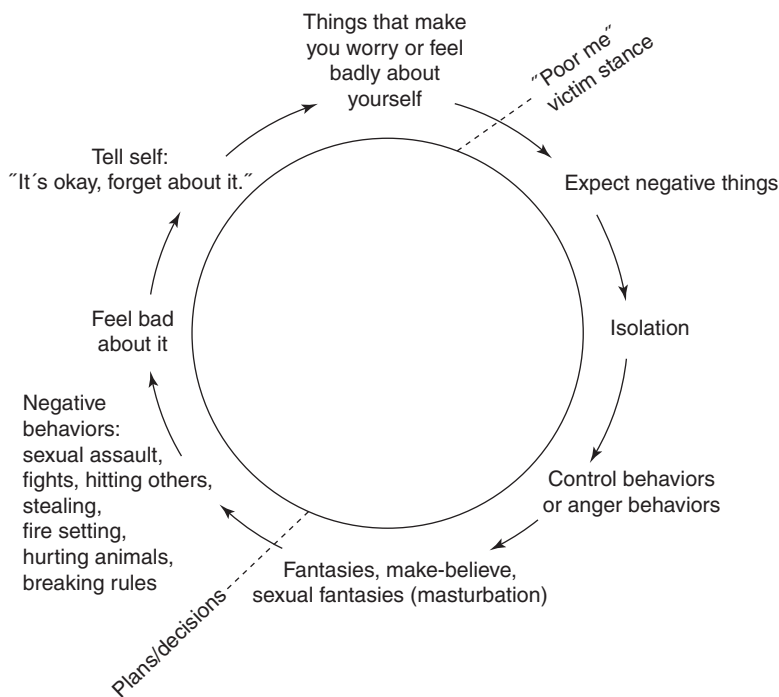 Things that make
you worry or feel
badly about
yourself
˝Poor me˝
victim stance
Expect negative things
Isolation
Control behaviors
or anger behaviors
Fantasies, make-believe,
sexual fantasies (masturbation)
Plans/decisions
Negative
behaviors:
sexual assault,
fights, hitting others,
stealing,
fire setting,
hurting animals,
breaking rules
Feel bad
about it
Tell self:
˝It´s okay, forget about it.˝